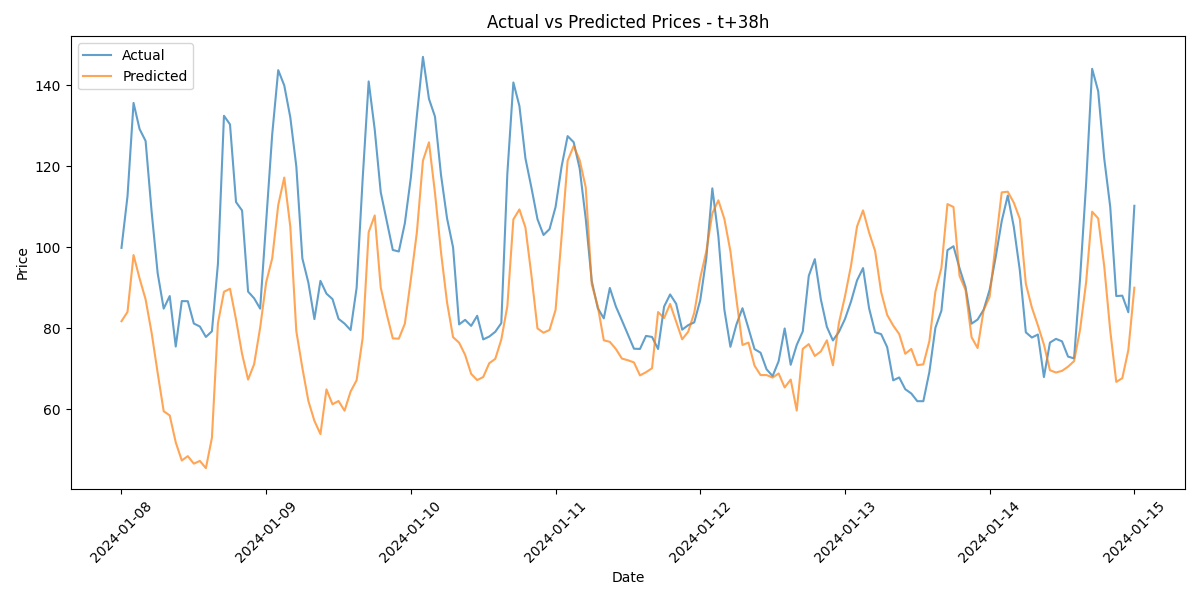 Actual vs Predicted Prices - t+38h
Actual
Predicted
Price
140
120
100
80
60
2024-01-08
2024-01-09
2024-01-10
2024-01-11
2024-01-12
2024-01-13
2024-01-14
2024-01-15
Date